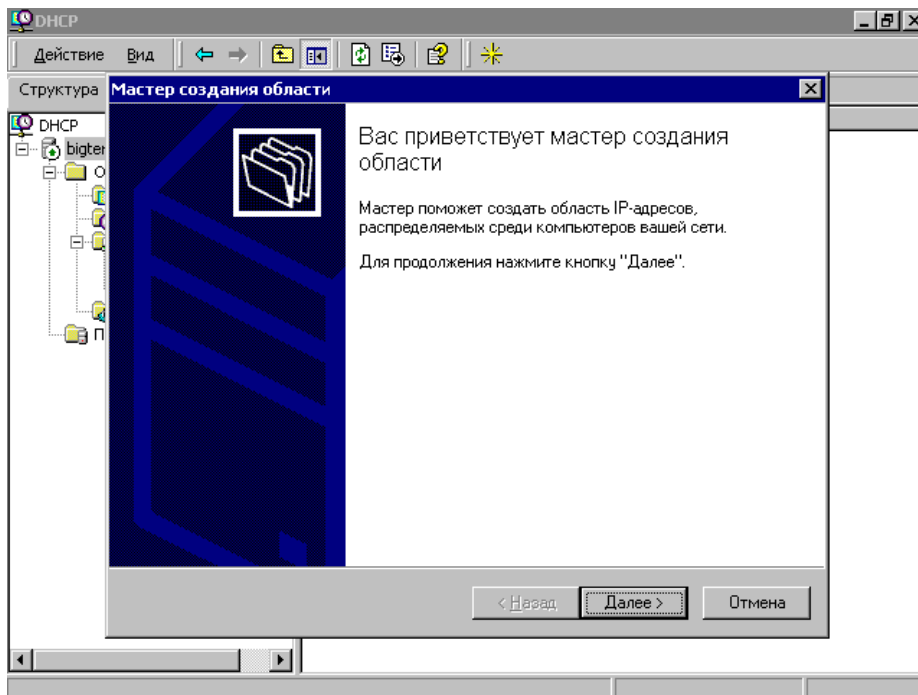 DHCP
Действие Вид
Структура
Мастер создания области
DHCP
Вас приветствует мастер создания
области
Мастер поможет создать область IP-адресов,
распределяемых среди компьютеров вашей сети.
Для продолжения нажмите кнопку "Далее".
< Назад Далее > Отмена